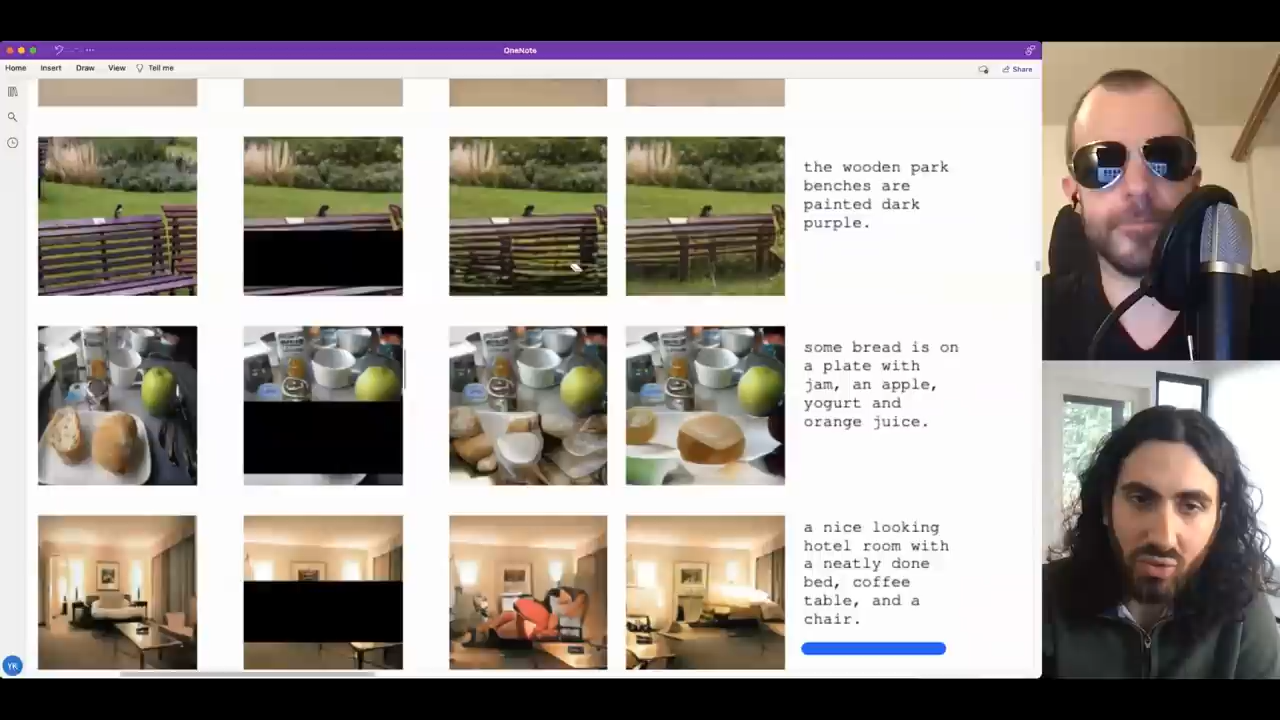 OneNote
Home Insert Draw View Tell me
Share
the wooden park
benches are
painted dark
purple.
some bread is on
a plate with
jam, an apple,
yogurt and
orange juice.
a nice looking
hotel room with
a neatly done
bed, coffee
table, and a
chair.
YK